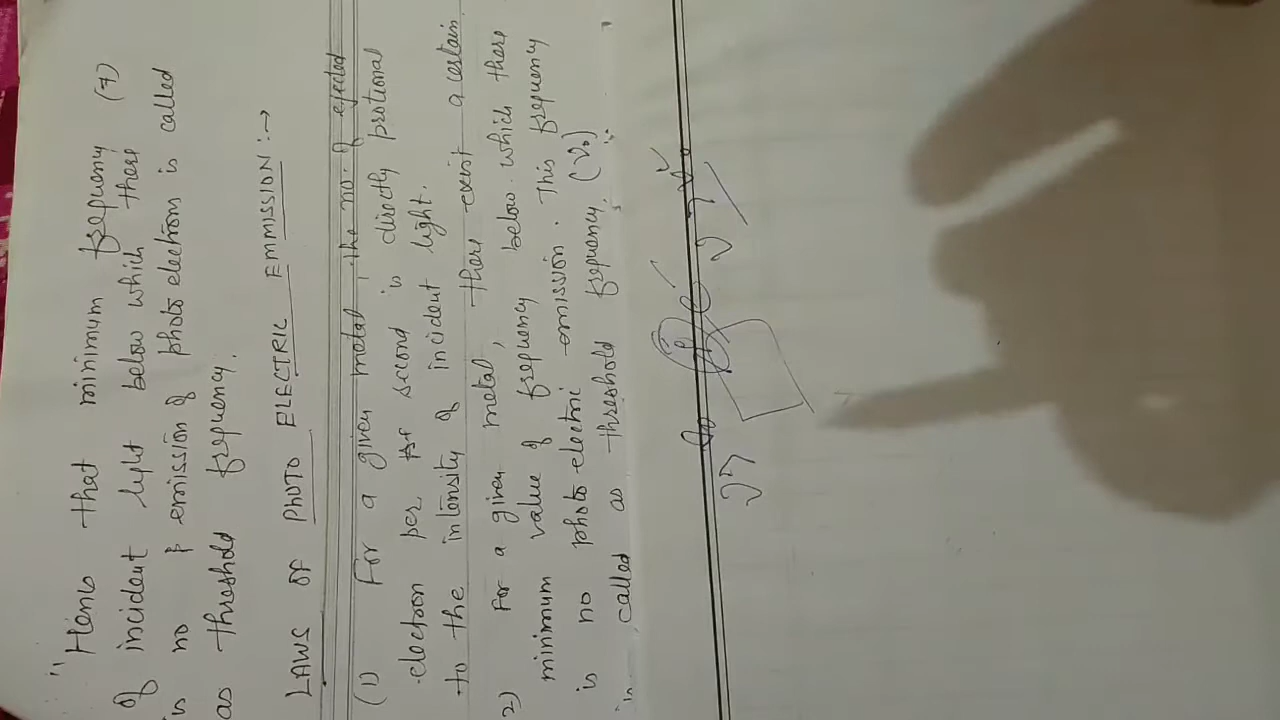 "Hence that minimum frequency (7)
of incident light below which there
is no p emission of photo electron is called
as threshold frequency.
LAWS OF PHOTO ELECTRIC EMMISSION :→
(1) For a given metal, the no. of ejected
electron per second is directly protional
to the intensity of incident light.
2) For a given metal, there exist a certain
minimum value of frequency below which there
is no photo electric emission. This frequency
is called as threshold frequency. (ν₀)